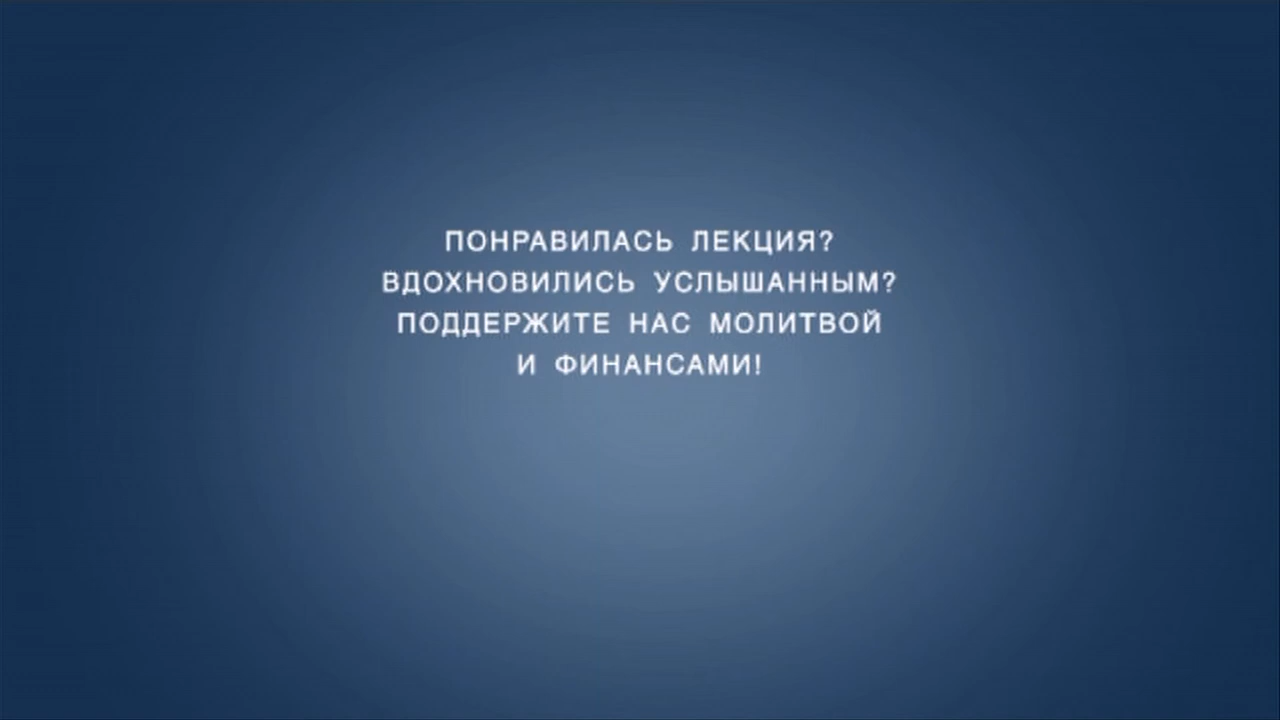 ПОНРАВИЛАСЬ ЛЕКЦИЯ?
ВДОХНОВИЛИСЬ УСЛЫШАННЫМ?
ПОДДЕРЖИТЕ НАС МОЛИТВОЙ
И ФИНАНСАМИ!